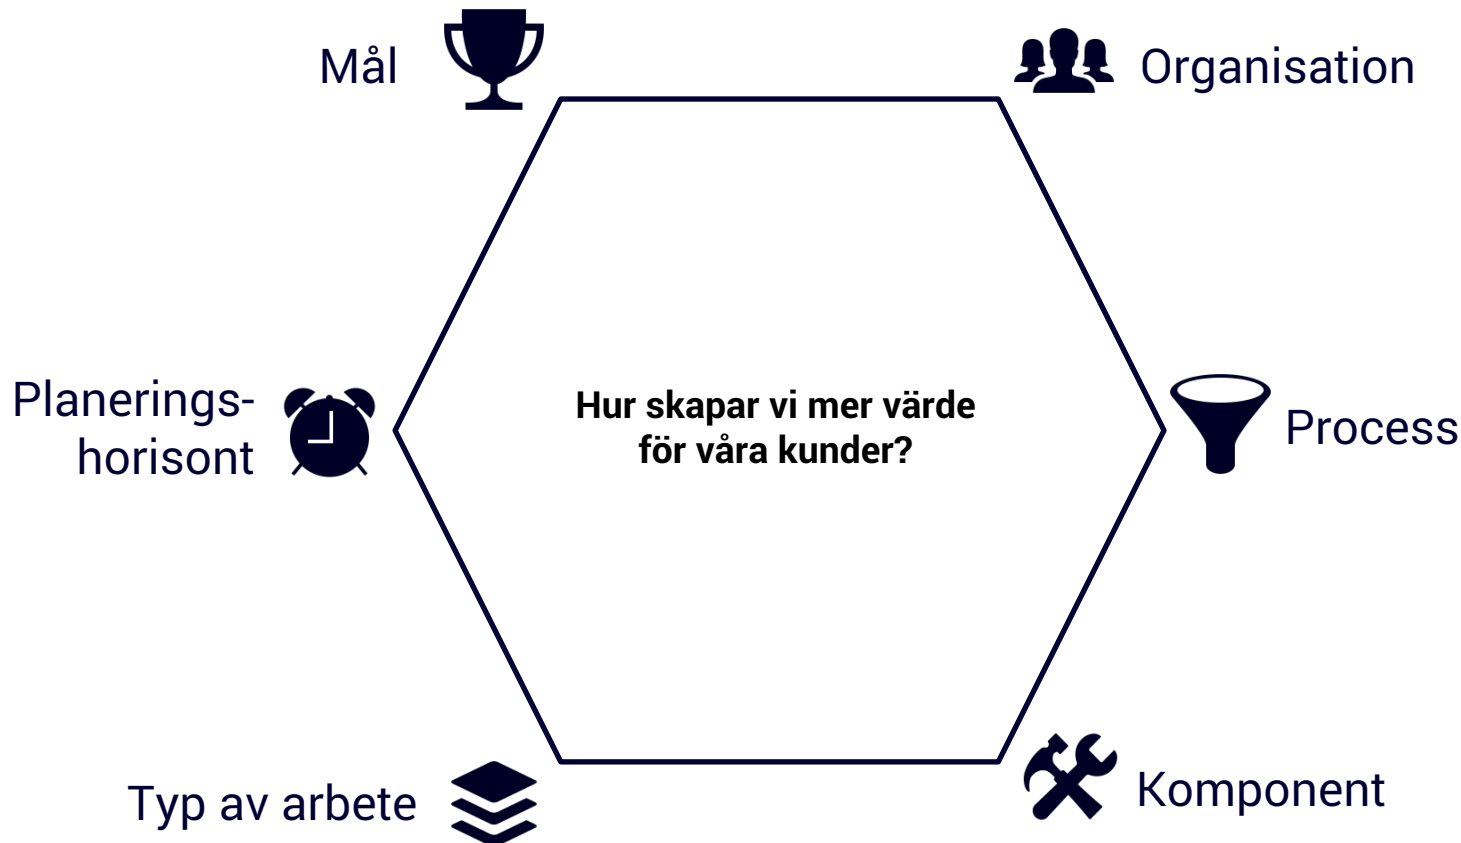 Mål
Organisation
Planerings-
horisont
Hur skapar vi mer värde
för våra kunder?
Process
Typ av arbete
Komponent